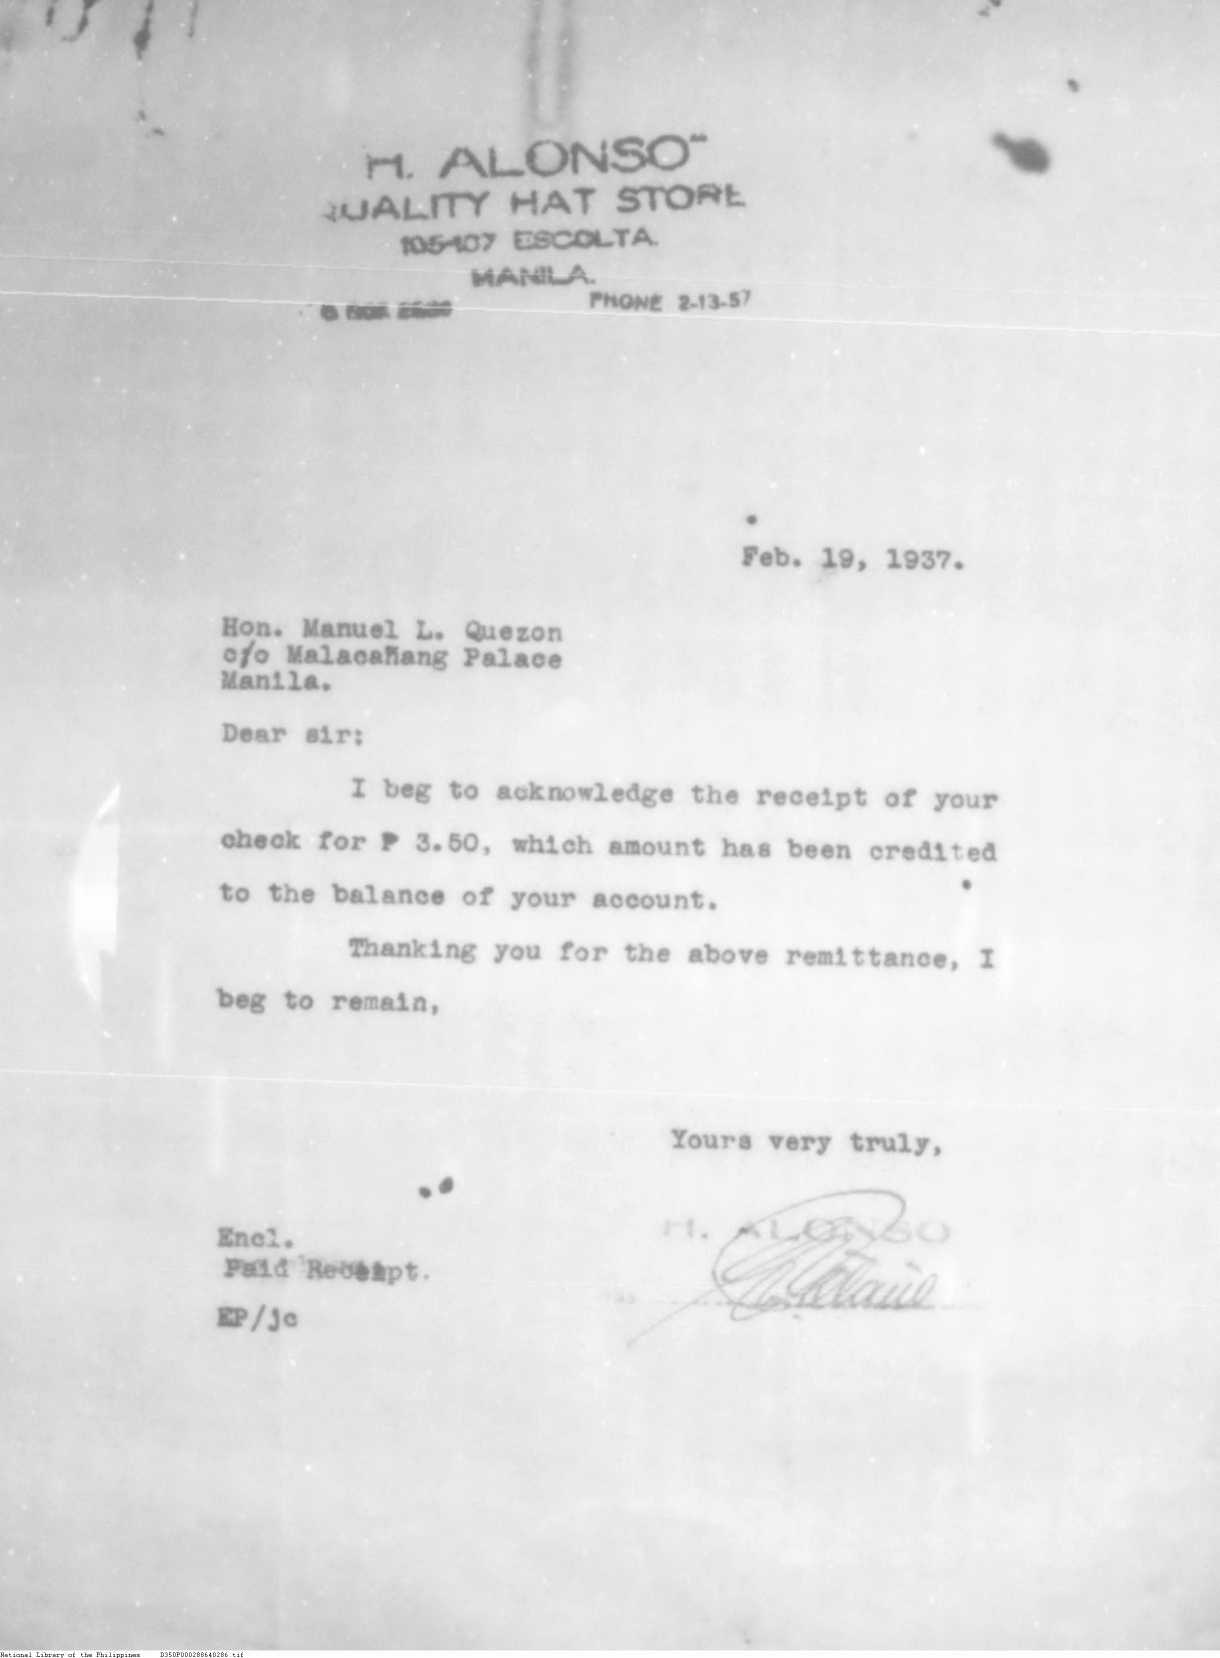 H. ALONSO"
QUALITY HAT STORE
105-107 ESCOLTA.
MANILA.
PHONE 2-13-57
Feb. 19, 1937.
Hon. Manuel L. Quezon
c/o Malacañang Palace
Manila.
Dear sir:
I beg to acknowledge the receipt of your
check for ₱ 3.50, which amount has been credited
to the balance of your account.
Thanking you for the above remittance, I
beg to remain,
Yours very truly,
H. ALONSO
Encl.
Paid Receipt.
EP/jc
National Library of the Philippines D350P000288640286.tif